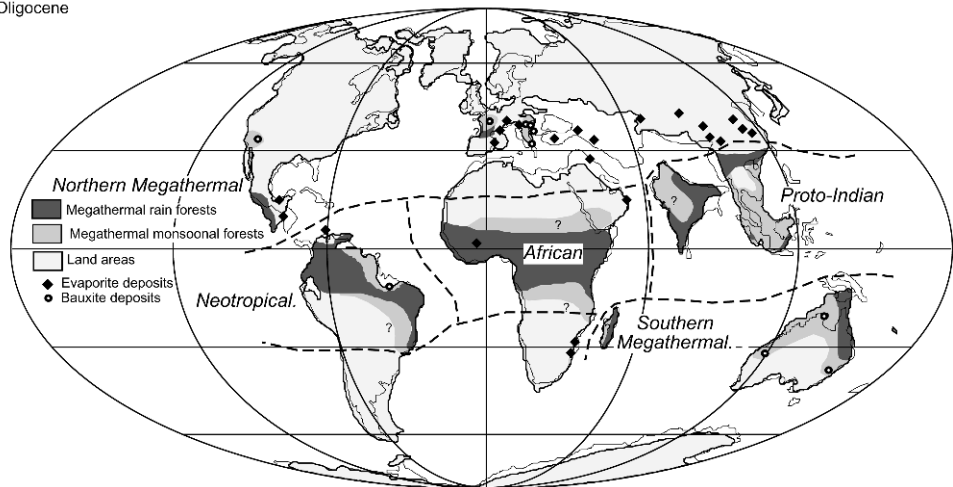 Oligocene
Northern Megathermal
Megathermal rain forests
Megathermal monsoonal forests
Land areas
Evaporite deposits
Bauxite deposits
Proto-Indian
African
Neotropical.
Southern
Megathermal.
?
?
?
?